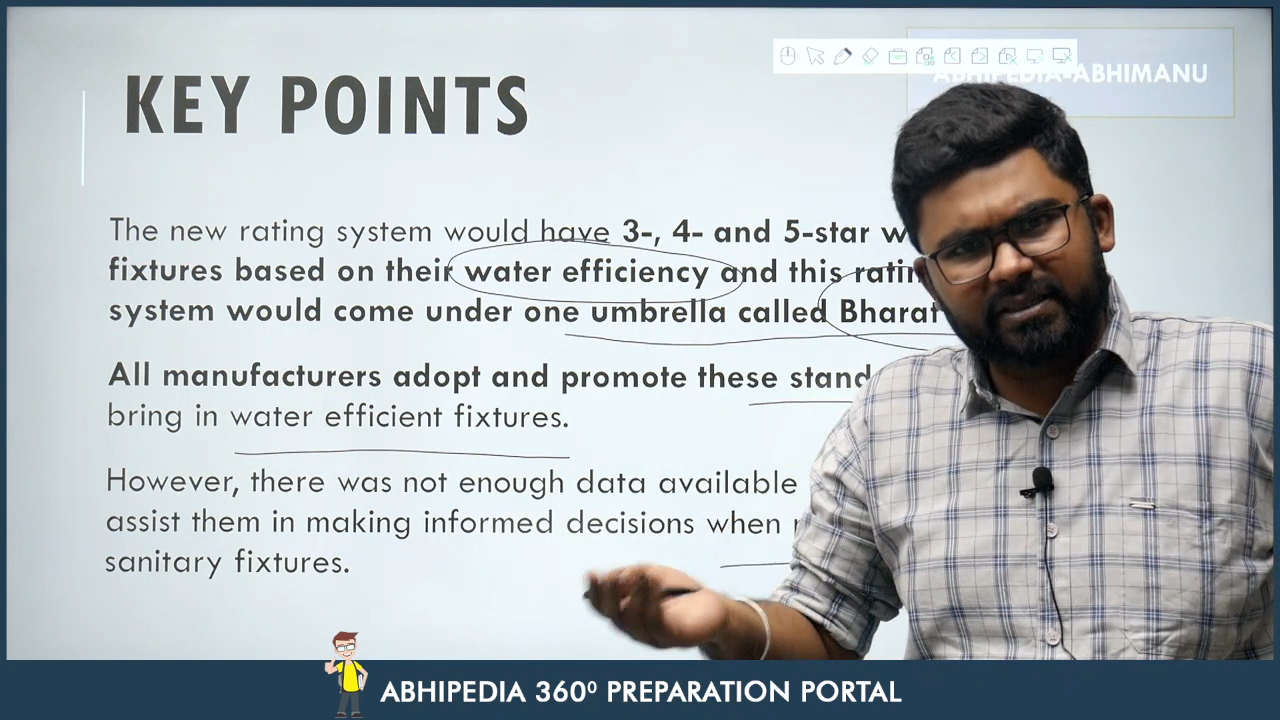 ABHIPEDIA-ABHIMANU
KEY POINTS
The new rating system would have 3-, 4- and 5-star
fixtures based on their water efficiency and this
system would come under one umbrella called Bharat
All manufacturers adopt and promote these
bring in water efficient fixtures.
However, there was not enough data available
assist them in making informed decisions when
sanitary fixtures.
ABHIPEDIA 360⁰ PREPARATION PORTAL